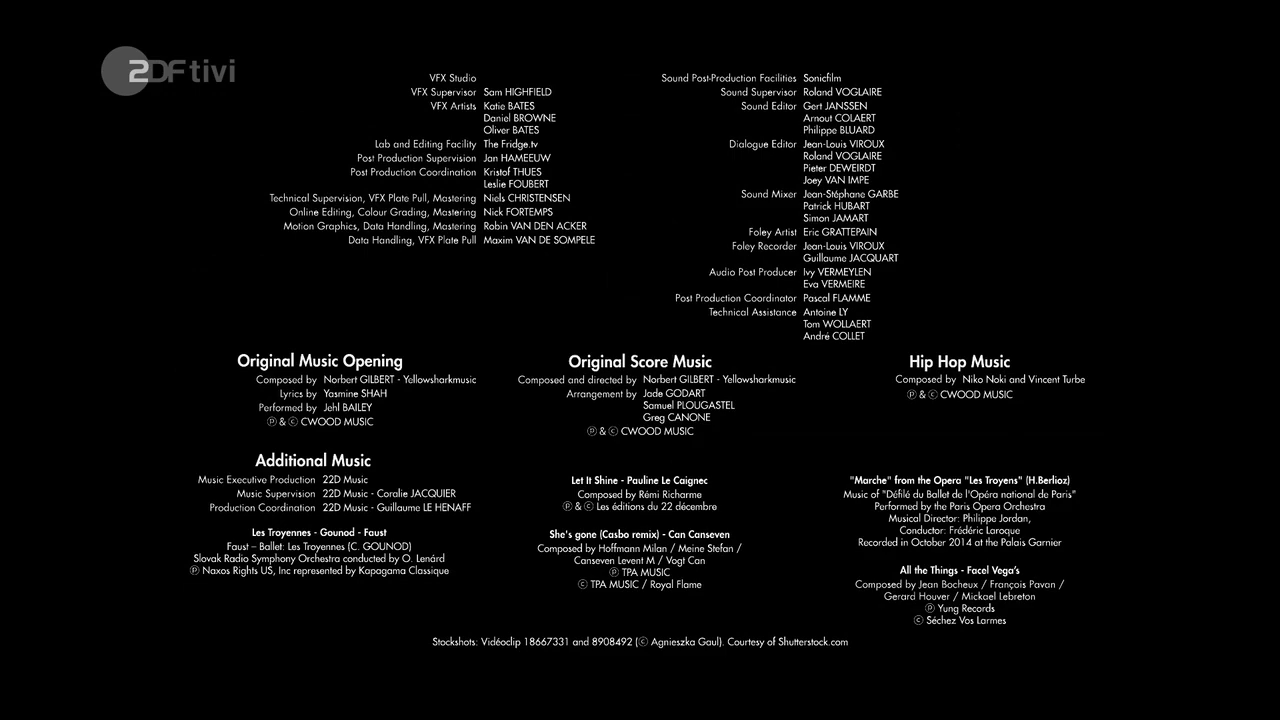 ZDFtivi
VFX Studio
VFX Supervisor Sam HIGHFIELD
VFX Artists Katie BATES
Daniel BROWNE
Oliver BATES
Lab and Editing Facility The Fridge.tv
Post Production Supervision Jan HAMEEUW
Post Production Coordination Kristof THUES
Leslie FOUBERT
Technical Supervision, VFX Plate Pull, Mastering Niels CHRISTENSEN
Online Editing, Colour Grading, Mastering Nick FORTEMPS
Motion Graphics, Data Handling, Mastering Robin VAN DEN ACKER
Data Handling, VFX Plate Pull Maxim VAN DE SOMPELE
Sound Post-Production Facilities Sonicfilm
Sound Supervisor Roland VOGLAIRE
Sound Editor Gert JANSSEN
Arnout COLAERT
Philippe BLUARD
Dialogue Editor Jean-Louis VIROUX
Roland VOGLAIRE
Pieter DEWEIRDT
Joey VAN IMPE
Sound Mixer Jean-Stéphane GARBE
Patrick HUBART
Simon JAMART
Foley Artist Eric GRATTEPAIN
Foley Recorder Jean-Louis VIROUX
Guillaume JACQUART
Audio Post Producer Ivy VERMEYLEN
Eva VERMEIRE
Post Production Coordinator Pascal FLAMME
Technical Assistance Antoine LY
Tom WOLLAERT
André COLLET
Original Music Opening
Composed by Norbert GILBERT - Yellowsharkmusic
Lyrics by Yasmine SHAH
Performed by Jehl BAILEY
Ⓟ & Ⓒ CWOOD MUSIC
Original Score Music
Composed and directed by Norbert GILBERT - Yellowsharkmusic
Arrangement by Jade GODART
Samuel PLOUGASTEL
Greg CANONE
Ⓟ & Ⓒ CWOOD MUSIC
Hip Hop Music
Composed by Niko Noki and Vincent Turbe
Ⓟ & Ⓒ CWOOD MUSIC
Additional Music
Music Executive Production 22D Music
Music Supervision 22D Music - Coralie JACQUIER
Production Coordination 22D Music - Guillaume LE HENAFF
Les Troyennes - Gounod - Faust
Faust – Ballet: Les Troyennes (C. GOUNOD)
Slovak Radio Symphony Orchestra conducted by O. Lenárd
Ⓟ Naxos Rights US, Inc represented by Kapagama Classique
Let It Shine - Pauline Le Caignec
Composed by Rémi Richarme
Ⓟ & Ⓒ Les éditions du 22 décembre
She's gone (Casbo remix) - Can Canseven
Composed by Hoffmann Milan / Meine Stefan /
Canseven Levent M / Vogt Can
Ⓟ TPA MUSIC
Ⓒ TPA MUSIC / Royal Flame
"Marche" from the Opera "Les Troyens" (H.Berlioz)
Music of "Défilé du Ballet de l'Opéra national de Paris"
Performed by the Paris Opera Orchestra
Musical Director: Philippe Jordan,
Conductor: Frédéric Laroque
Recorded in October 2014 at the Palais Garnier
All the Things - Facel Vega's
Composed by Jean Bocheux / François Pavan /
Gerard Houver / Mickael Lebreton
Ⓟ Yung Records
Ⓒ Séchez Vos Larmes
Stockshots: Vidéoclip 18667331 and 8908492 (Ⓒ Agnieszka Gaul). Courtesy of Shutterstock.com